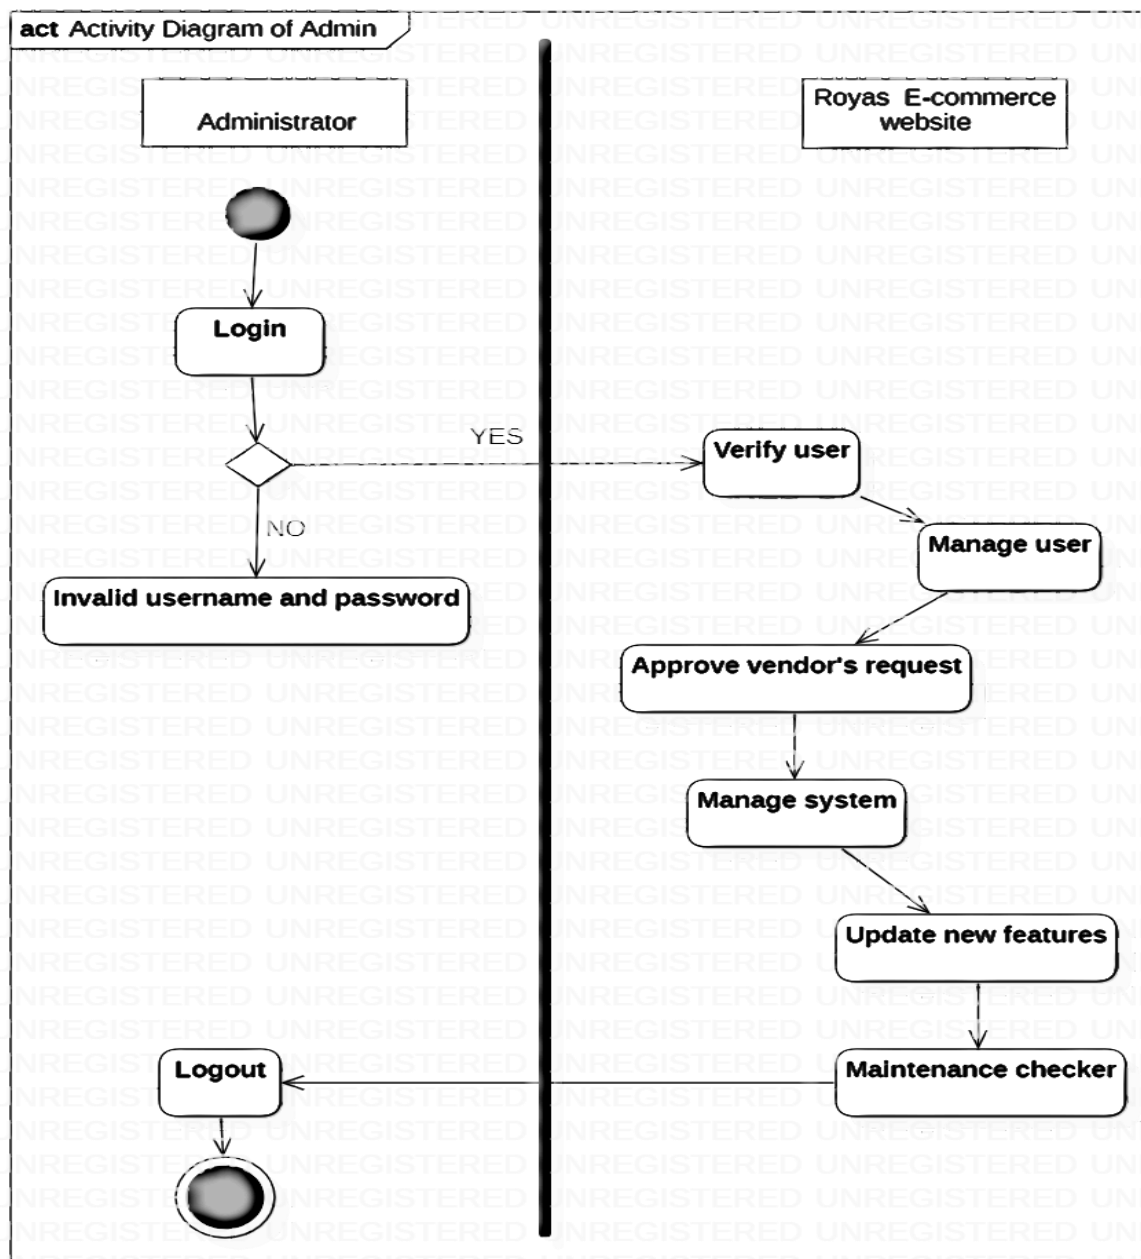 act Activity Diagram of Admin
Administrator
Royas E-commerce
website
Login
YES
Verify user
NO
Manage user
Invalid username and password
Approve vendor's request
Manage system
Update new features
Logout
Maintenance checker
UNREGISTERED